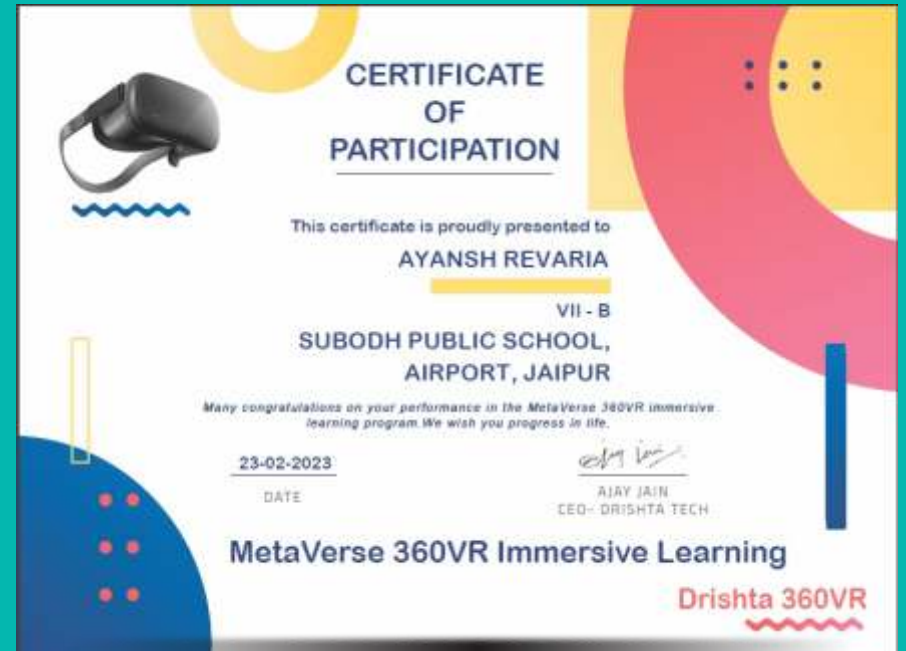 CERTIFICATE
OF
PARTICIPATION
This certificate is proudly presented to
AYANSH REVARIA
VII - B
SUBODH PUBLIC SCHOOL,
AIRPORT, JAIPUR
Many congratulations on your performance in the MetaVerse 360VR immersive
learning program.We wish you progress in life.
23-02-2023
DATE
Ajay Jain
AJAY JAIN
CEO- DRISHTA TECH
MetaVerse 360VR Immersive Learning
Drishta 360VR